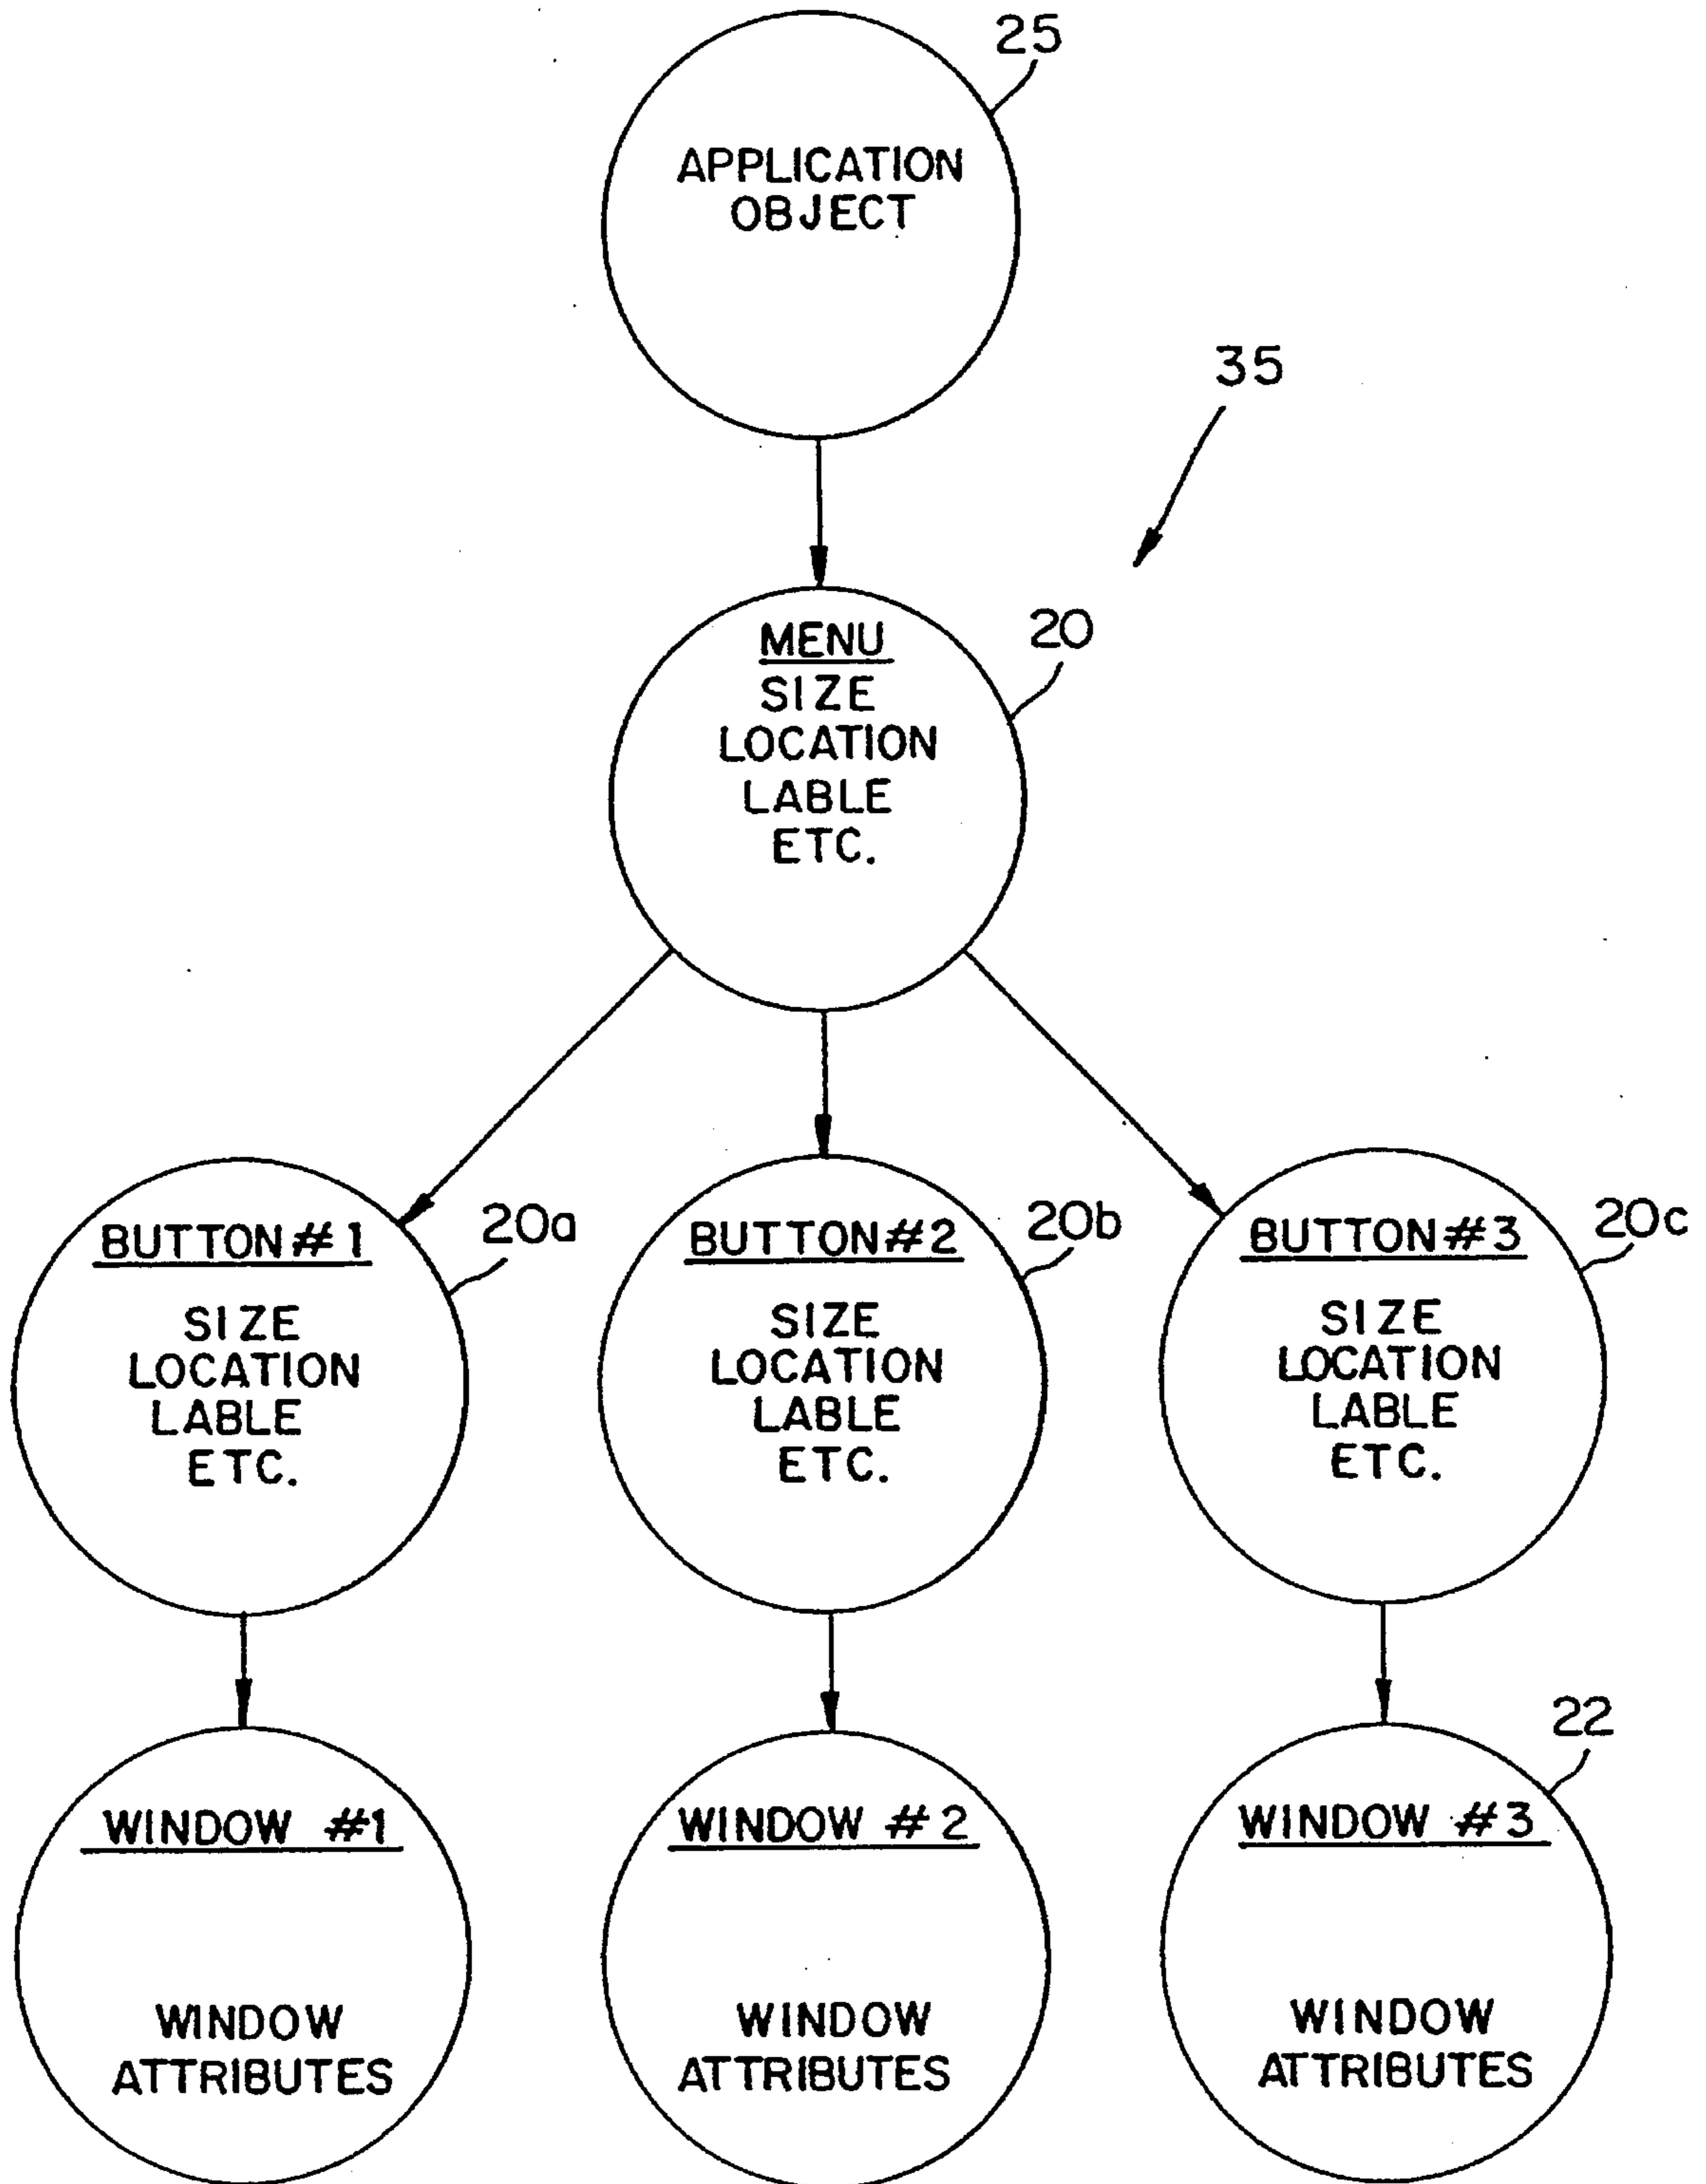 25
APPLICATION
OBJECT
35
MENU
20
SIZE
LOCATION
LABLE
ETC.
BUTTON #1
20a
SIZE
LOCATION
LABLE
ETC.
BUTTON #2
20b
SIZE
LOCATION
LABLE
ETC.
BUTTON #3
20c
SIZE
LOCATION
LABLE
ETC.
WINDOW #1
WINDOW
ATTRIBUTES
WINDOW #2
WINDOW
ATTRIBUTES
22
WINDOW #3
WINDOW
ATTRIBUTES